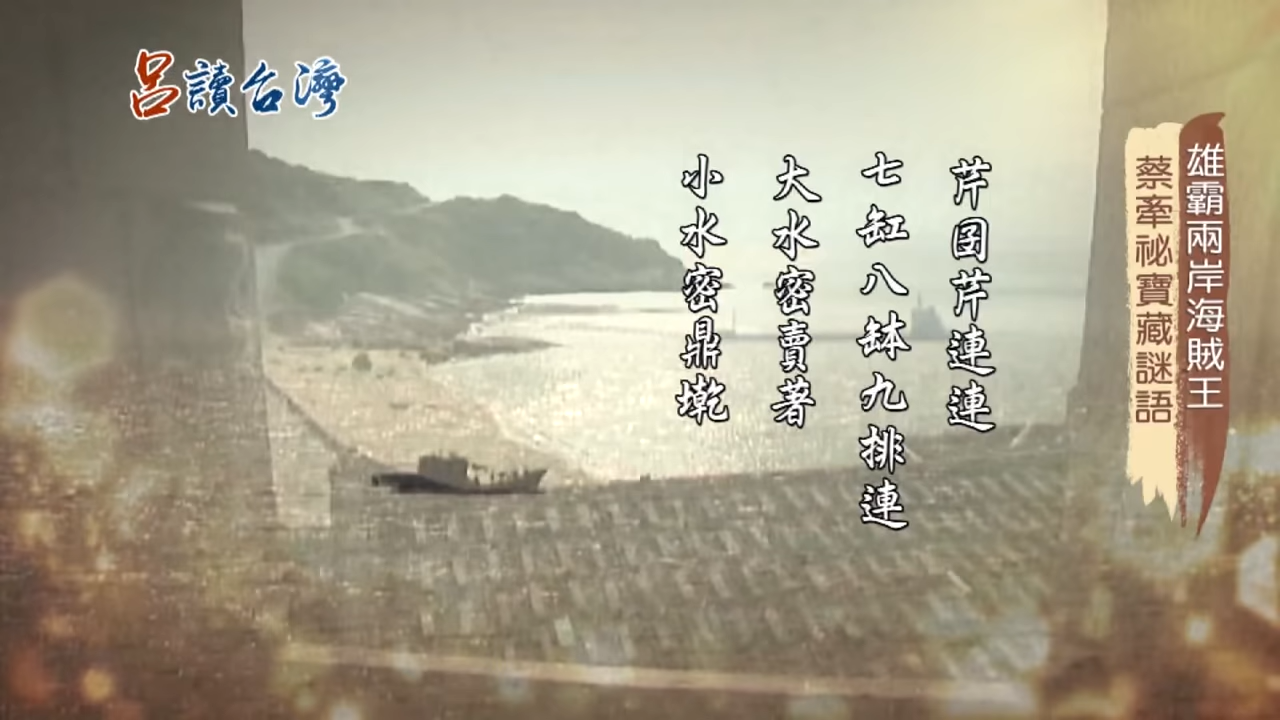 呂讀台灣
雄霸兩岸海賊王
蔡牽祕寶藏謎語
芹囝芹連連
七缸八缽九排連
大水密賣著
小水密鼎墘